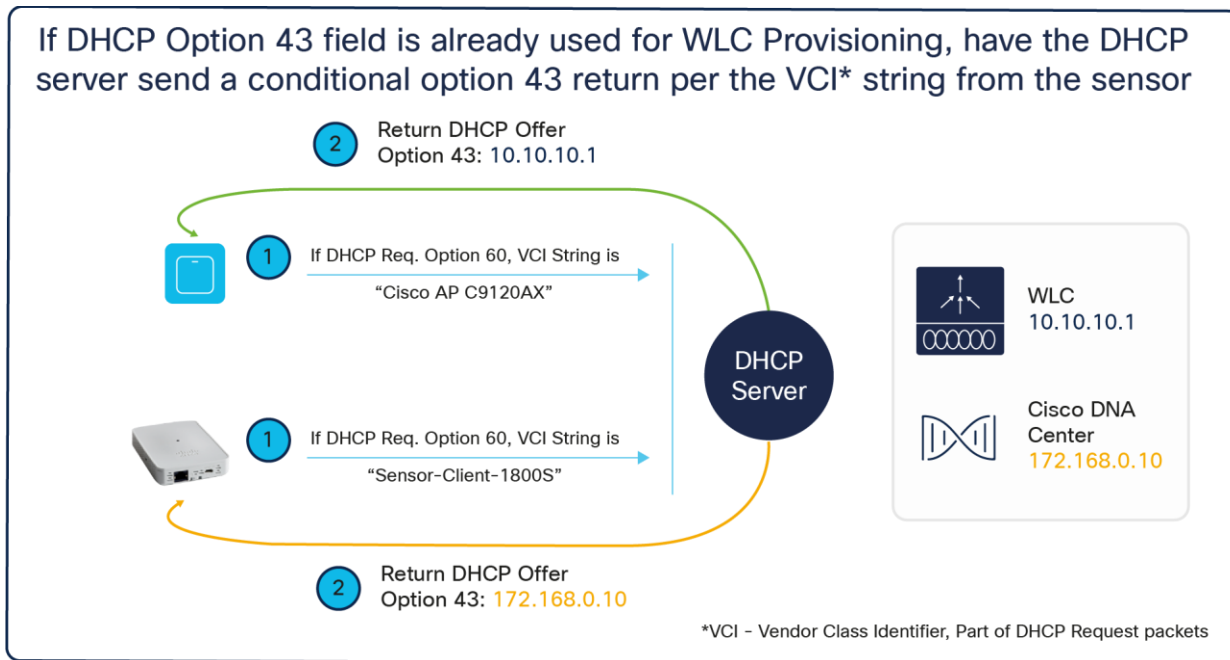 If DHCP Option 43 field is already used for WLC Provisioning, have the DHCP
server send a conditional option 43 return per the VCI* string from the sensor
2
Return DHCP Offer
Option 43: 10.10.10.1
1
If DHCP Req. Option 60, VCI String is
“Cisco AP C9120AX”
DHCP
Server
1
If DHCP Req. Option 60, VCI String is
“Sensor-Client-1800S”
2
Return DHCP Offer
Option 43: 172.168.0.10
WLC
10.10.10.1
Cisco DNA
Center
172.168.0.10
*VCI - Vendor Class Identifier, Part of DHCP Request packets